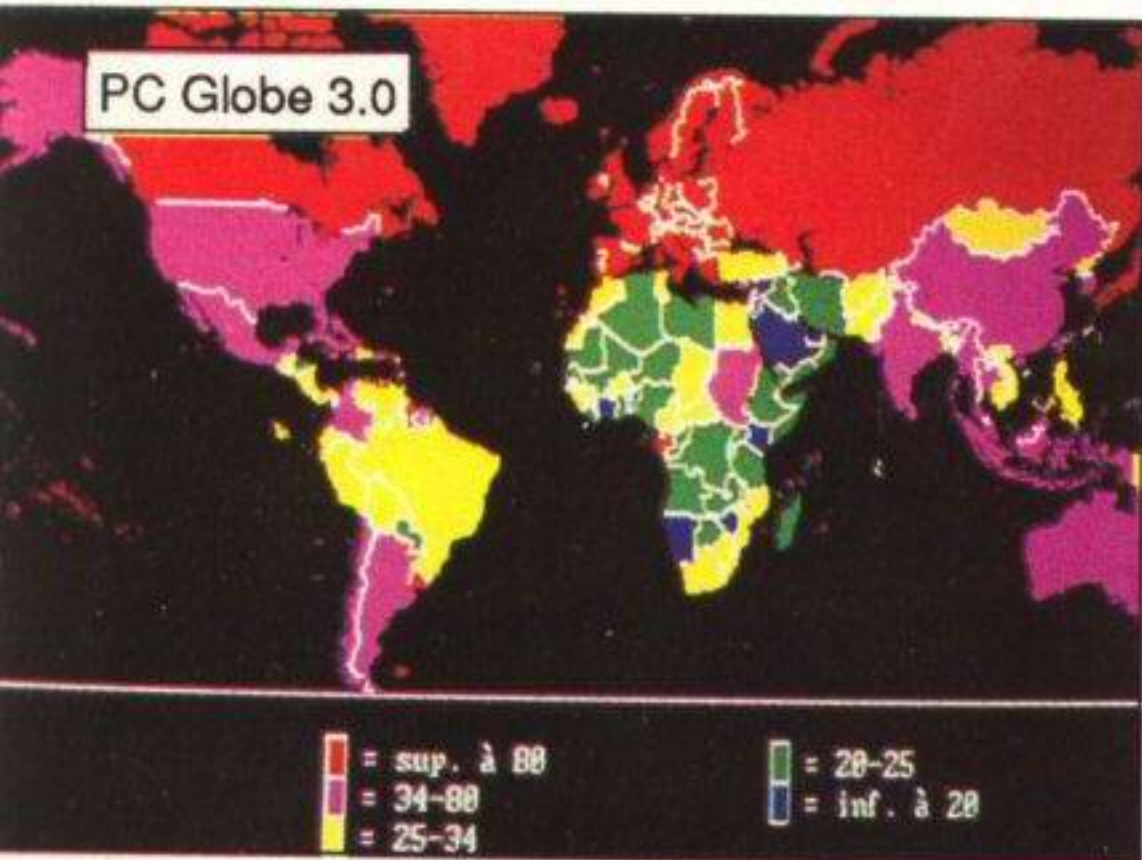 PC Globe 3.0
= sup. à 80
= 34-80
= 25-34
= 20-25
= inf. à 20